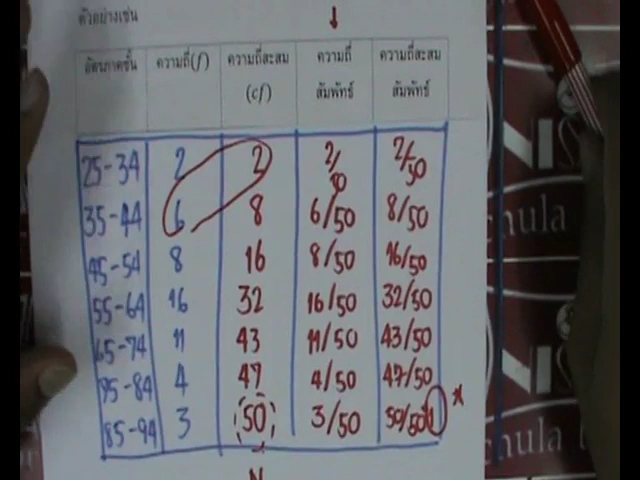 ตัวอย่างเช่น
อันตรภาคชั้น ความถี่(f) ความถี่สะสม (cf) ความถี่สัมพัทธ์ ความถี่สะสมสัมพัทธ์
25-34 2 2 2/50 2/50
35-44 6 8 6/50 8/50
45-54 8 16 8/50 16/50
55-64 16 32 16/50 32/50
65-74 11 43 11/50 43/50
75-84 4 47 4/50 47/50
85-94 3 50 3/50 50/50 1
N
hula
hula